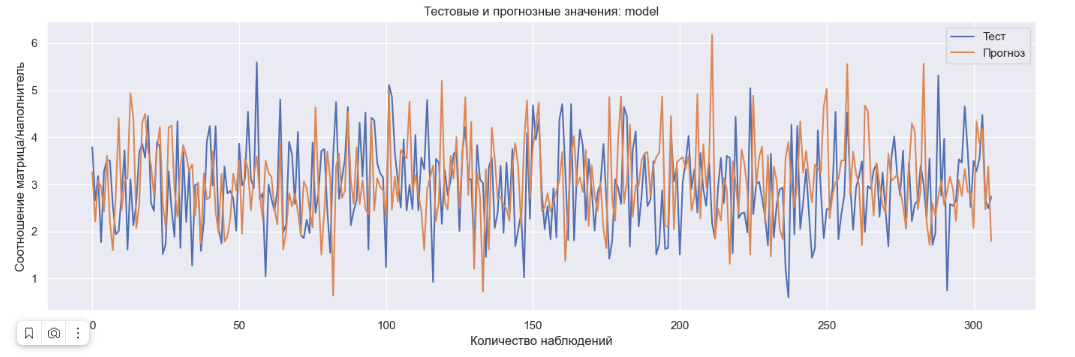 Тестовые и прогнозные значения: model
Тест
Прогноз
Соотношение матрица/наполнитель
6
5
4
3
2
1
0 50 100 150 200 250 300
Количество наблюдений